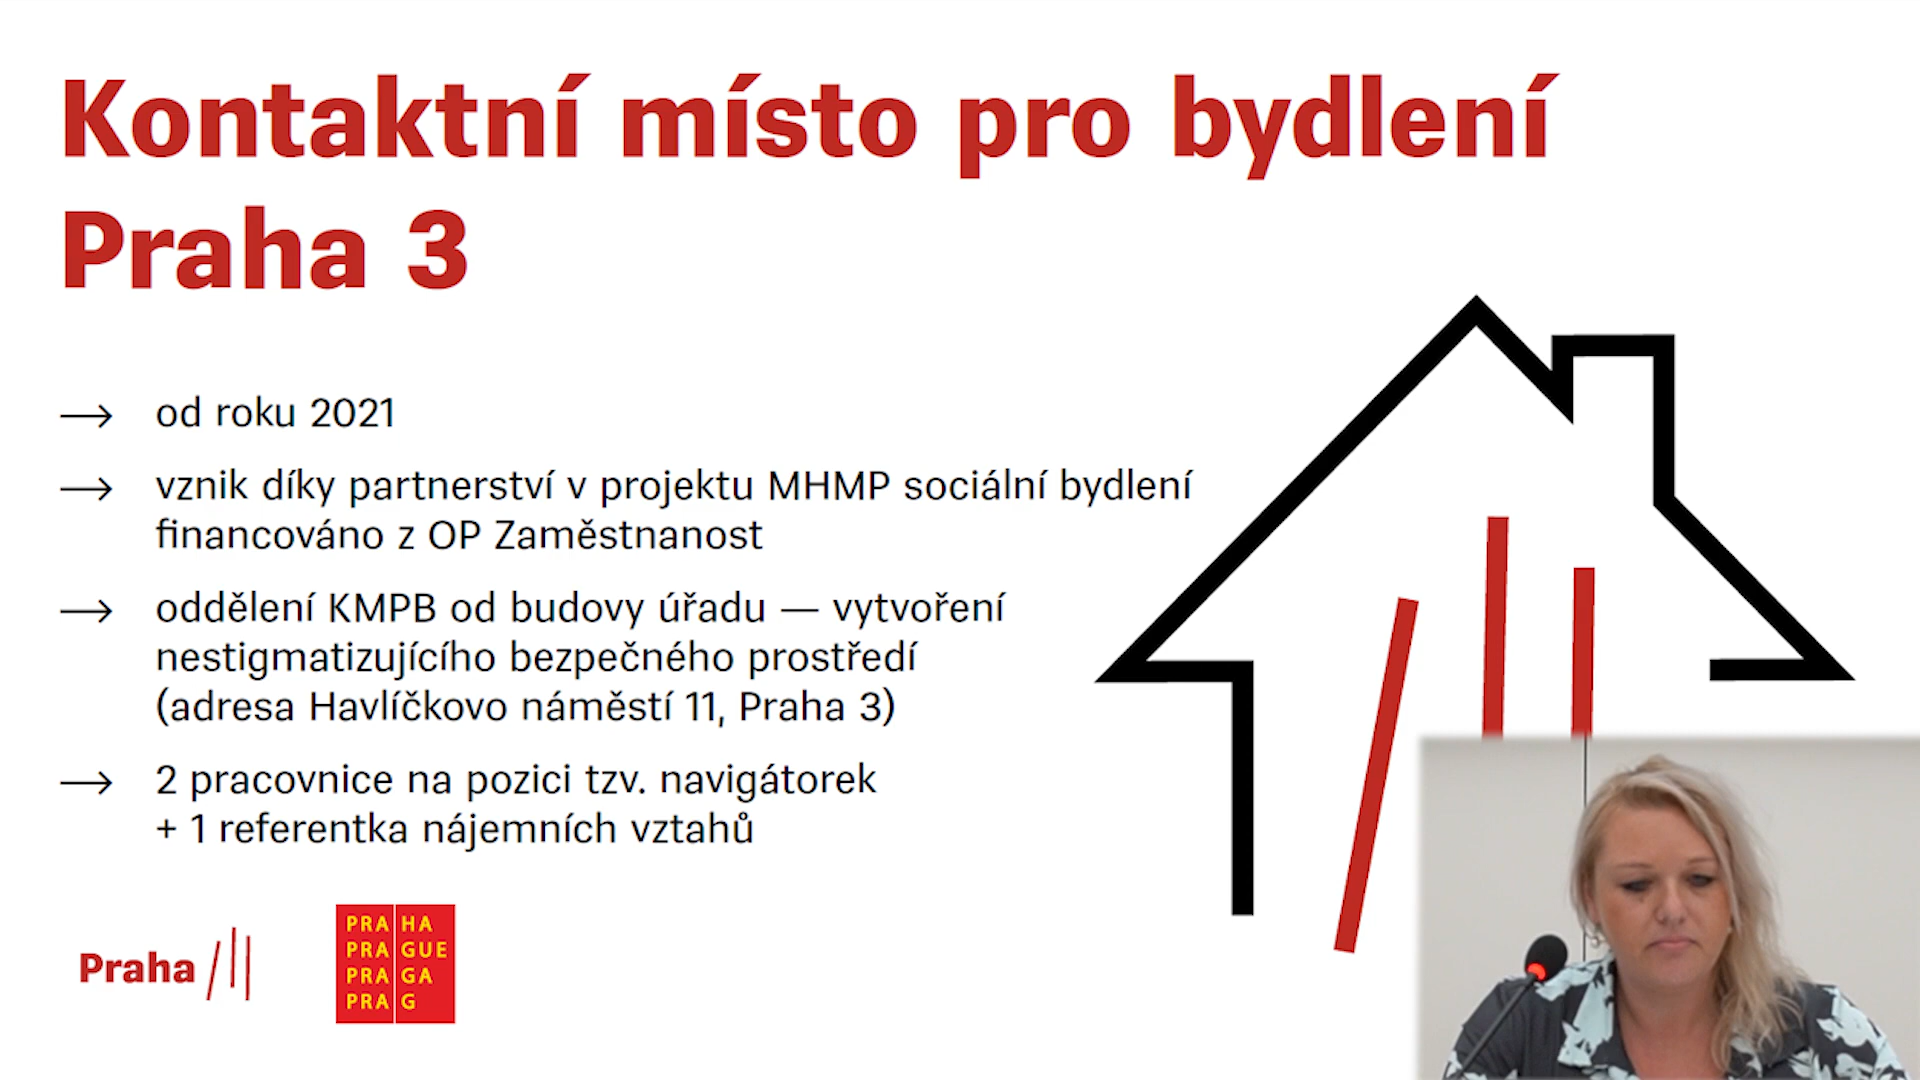 Kontaktní místo pro bydlení
Praha 3
→ od roku 2021
→ vznik díky partnerství v projektu MHMP sociální bydlení
financováno z OP Zaměstnanost
→ oddělení KMPB od budovy úřadu — vytvoření
nestigmatizujícího bezpečného prostředí
(adresa Havlíčkovo náměstí 11, Praha 3)
→ 2 pracovnice na pozici tzv. navigátorek
+ 1 referentka nájemních vztahů
Praha
PRA HA
PRA GUE
PRA GA
PRA G